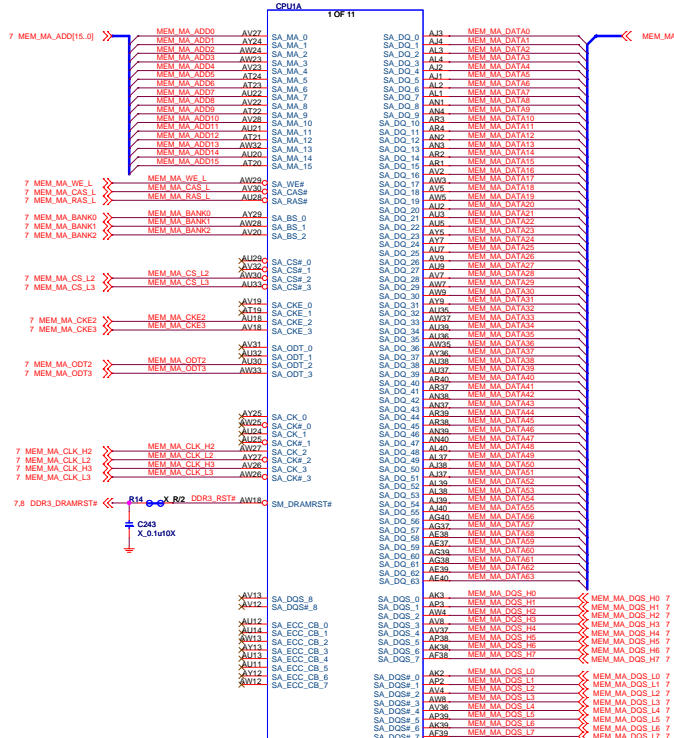 CPU1A
1 OF 11
7 MEM_MA_ADD[15..0]
MEM_MA_ADD0 AV27 SA_MA_0
MEM_MA_ADD1 AY24 SA_MA_1
MEM_MA_ADD2 AW24 SA_MA_2
MEM_MA_ADD3 AW23 SA_MA_3
MEM_MA_ADD4 AV23 SA_MA_4
MEM_MA_ADD5 AT24 SA_MA_5
MEM_MA_ADD6 AT23 SA_MA_6
MEM_MA_ADD7 AU22 SA_MA_7
MEM_MA_ADD8 AV22 SA_MA_8
MEM_MA_ADD9 AT22 SA_MA_9
MEM_MA_ADD10 AV28 SA_MA_10
MEM_MA_ADD11 AU21 SA_MA_11
MEM_MA_ADD12 AT21 SA_MA_12
MEM_MA_ADD13 AW32 SA_MA_13
MEM_MA_ADD14 AU20 SA_MA_14
MEM_MA_ADD15 AT20 SA_MA_15
7 MEM_MA_WE_L MEM_MA_WE_L AW29 SA_WE#
7 MEM_MA_CAS_L MEM_MA_CAS_L AV30 SA_CAS#
7 MEM_MA_RAS_L MEM_MA_RAS_L AU28 SA_RAS#
7 MEM_MA_BANK0 MEM_MA_BANK0 AY29 SA_BS_0
7 MEM_MA_BANK1 MEM_MA_BANK1 AW28 SA_BS_1
7 MEM_MA_BANK2 MEM_MA_BANK2 AV20 SA_BS_2
AU29 SA_CS#_0
AV32 SA_CS#_1
7 MEM_MA_CS_L2 MEM_MA_CS_L2 AW30 SA_CS#_2
7 MEM_MA_CS_L3 MEM_MA_CS_L3 AU33 SA_CS#_3
AV19 SA_CKE_0
AT19 SA_CKE_1
7 MEM_MA_CKE2 MEM_MA_CKE2 AU18 SA_CKE_2
7 MEM_MA_CKE3 MEM_MA_CKE3 AV18 SA_CKE_3
AV31 SA_ODT_0
AU32 SA_ODT_1
7 MEM_MA_ODT2 MEM_MA_ODT2 AU30 SA_ODT_2
7 MEM_MA_ODT3 MEM_MA_ODT3 AW33 SA_ODT_3
AY25 SA_CK_0
AW25 SA_CK#_0
AU24 SA_CK_1
AU25 SA_CK#_1
7 MEM_MA_CLK_H2 MEM_MA_CLK_H2 AW27 SA_CK_2
7 MEM_MA_CLK_L2 MEM_MA_CLK_L2 AY27 SA_CK#_2
7 MEM_MA_CLK_H3 MEM_MA_CLK_H3 AV26 SA_CK_3
7 MEM_MA_CLK_L3 MEM_MA_CLK_L3 AW26 SA_CK#_3
7,8 DDR3_DRAMRST# R14 X_R/2 DDR3_RST# AW18 SM_DRAMRST#
C243
X_0.1u10X
AV13 SA_DQS_8
AV12 SA_DQS#_8
AU12 SA_ECC_CB_0
AU14 SA_ECC_CB_1
AW13 SA_ECC_CB_2
AY13 SA_ECC_CB_3
AU13 SA_ECC_CB_4
AU11 SA_ECC_CB_5
AY12 SA_ECC_CB_6
AW12 SA_ECC_CB_7
MEM_MA
SA_DQ_0 AJ3 MEM_MA_DATA0
SA_DQ_1 AJ4 MEM_MA_DATA1
SA_DQ_2 AL3 MEM_MA_DATA2
SA_DQ_3 AL4 MEM_MA_DATA3
SA_DQ_4 AJ2 MEM_MA_DATA4
SA_DQ_5 AJ1 MEM_MA_DATA5
SA_DQ_6 AL2 MEM_MA_DATA6
SA_DQ_7 AL1 MEM_MA_DATA7
SA_DQ_8 AN1 MEM_MA_DATA8
SA_DQ_9 AN4 MEM_MA_DATA9
SA_DQ_10 AR3 MEM_MA_DATA10
SA_DQ_11 AR4 MEM_MA_DATA11
SA_DQ_12 AN2 MEM_MA_DATA12
SA_DQ_13 AN3 MEM_MA_DATA13
SA_DQ_14 AR2 MEM_MA_DATA14
SA_DQ_15 AR1 MEM_MA_DATA15
SA_DQ_16 AV2 MEM_MA_DATA16
SA_DQ_17 AW3 MEM_MA_DATA17
SA_DQ_18 AV5 MEM_MA_DATA18
SA_DQ_19 AW5 MEM_MA_DATA19
SA_DQ_20 AU2 MEM_MA_DATA20
SA_DQ_21 AU3 MEM_MA_DATA21
SA_DQ_22 AU5 MEM_MA_DATA22
SA_DQ_23 AY5 MEM_MA_DATA23
SA_DQ_24 AY7 MEM_MA_DATA24
SA_DQ_25 AU7 MEM_MA_DATA25
SA_DQ_26 AV9 MEM_MA_DATA26
SA_DQ_27 AU9 MEM_MA_DATA27
SA_DQ_28 AV7 MEM_MA_DATA28
SA_DQ_29 AW7 MEM_MA_DATA29
SA_DQ_30 AW9 MEM_MA_DATA30
SA_DQ_31 AY9 MEM_MA_DATA31
SA_DQ_32 AU35 MEM_MA_DATA32
SA_DQ_33 AW37 MEM_MA_DATA33
SA_DQ_34 AU39 MEM_MA_DATA34
SA_DQ_35 AU36 MEM_MA_DATA35
SA_DQ_36 AW35 MEM_MA_DATA36
SA_DQ_37 AY36 MEM_MA_DATA37
SA_DQ_38 AU38 MEM_MA_DATA38
SA_DQ_39 AU37 MEM_MA_DATA39
SA_DQ_40 AR40 MEM_MA_DATA40
SA_DQ_41 AR37 MEM_MA_DATA41
SA_DQ_42 AN38 MEM_MA_DATA42
SA_DQ_43 AN37 MEM_MA_DATA43
SA_DQ_44 AR39 MEM_MA_DATA44
SA_DQ_45 AR38 MEM_MA_DATA45
SA_DQ_46 AN39 MEM_MA_DATA46
SA_DQ_47 AN40 MEM_MA_DATA47
SA_DQ_48 AL40 MEM_MA_DATA48
SA_DQ_49 AL37 MEM_MA_DATA49
SA_DQ_50 AJ38 MEM_MA_DATA50
SA_DQ_51 AJ37 MEM_MA_DATA51
SA_DQ_52 AL39 MEM_MA_DATA52
SA_DQ_53 AL38 MEM_MA_DATA53
SA_DQ_54 AJ39 MEM_MA_DATA54
SA_DQ_55 AJ40 MEM_MA_DATA55
SA_DQ_56 AG40 MEM_MA_DATA56
SA_DQ_57 AG37 MEM_MA_DATA57
SA_DQ_58 AE38 MEM_MA_DATA58
SA_DQ_59 AE37 MEM_MA_DATA59
SA_DQ_60 AG39 MEM_MA_DATA60
SA_DQ_61 AG38 MEM_MA_DATA61
SA_DQ_62 AE39 MEM_MA_DATA62
SA_DQ_63 AE40 MEM_MA_DATA63
SA_DQS_0 AK3 MEM_MA_DQS_H0 MEM_MA_DQS_H0 7
SA_DQS_1 AP3 MEM_MA_DQS_H1 MEM_MA_DQS_H1 7
SA_DQS_2 AW4 MEM_MA_DQS_H2 MEM_MA_DQS_H2 7
SA_DQS_3 AV8 MEM_MA_DQS_H3 MEM_MA_DQS_H3 7
SA_DQS_4 AV37 MEM_MA_DQS_H4 MEM_MA_DQS_H4 7
SA_DQS_5 AP38 MEM_MA_DQS_H5 MEM_MA_DQS_H5 7
SA_DQS_6 AK38 MEM_MA_DQS_H6 MEM_MA_DQS_H6 7
SA_DQS_7 AF38 MEM_MA_DQS_H7 MEM_MA_DQS_H7 7
SA_DQS#_0 AK2 MEM_MA_DQS_L0 MEM_MA_DQS_L0 7
SA_DQS#_1 AP2 MEM_MA_DQS_L1 MEM_MA_DQS_L1 7
SA_DQS#_2 AV4 MEM_MA_DQS_L2 MEM_MA_DQS_L2 7
SA_DQS#_3 AW8 MEM_MA_DQS_L3 MEM_MA_DQS_L3 7
SA_DQS#_4 AV36 MEM_MA_DQS_L4 MEM_MA_DQS_L4 7
SA_DQS#_5 AP39 MEM_MA_DQS_L5 MEM_MA_DQS_L5 7
SA_DQS#_6 AK39 MEM_MA_DQS_L6 MEM_MA_DQS_L6 7
SA_DQS#_7 AF39 MEM_MA_DQS_L7 MEM_MA_DQS_L7 7